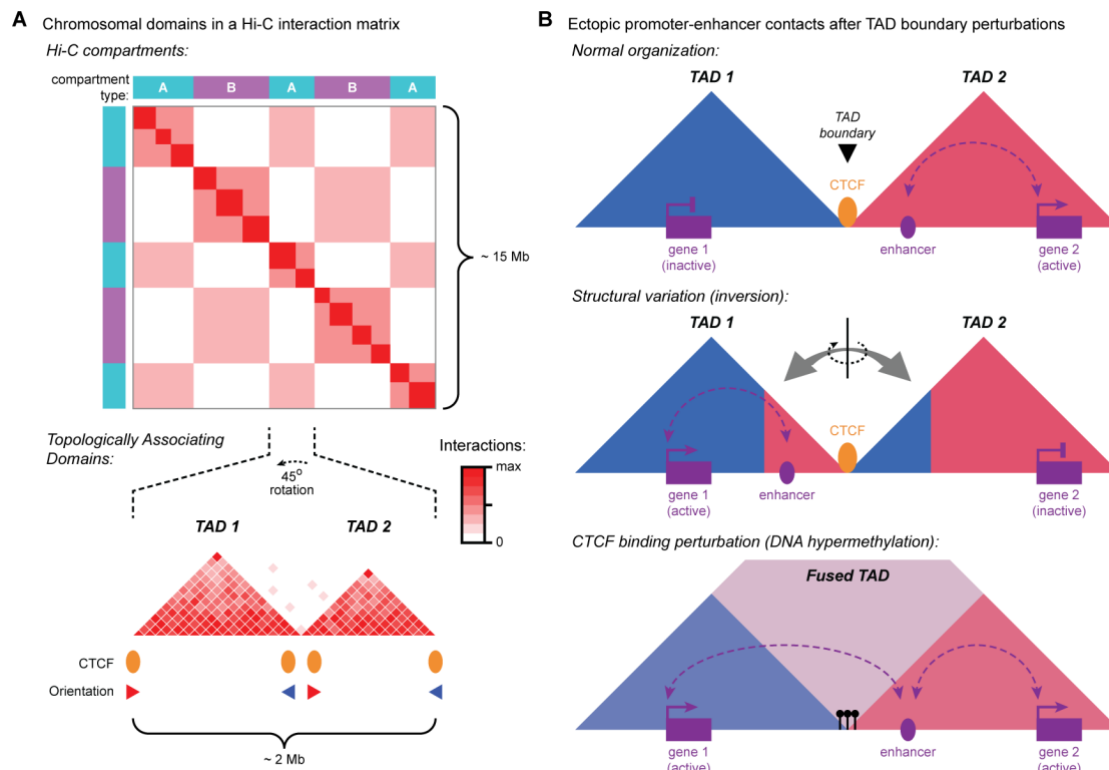 A Chromosomal domains in a Hi-C interaction matrix
Hi-C compartments:
compartment
type:
A B A B A
~ 15 Mb
Topologically Associating
Domains:
45°
rotation
Interactions:
max
0
TAD 1 TAD 2
CTCF
Orientation
~ 2 Mb
B Ectopic promoter-enhancer contacts after TAD boundary perturbations
Normal organization:
TAD 1 TAD 2
TAD
boundary
CTCF
gene 1
(inactive)
enhancer
gene 2
(active)
Structural variation (inversion):
TAD 1 TAD 2
CTCF
gene 1
(active)
enhancer
gene 2
(inactive)
CTCF binding perturbation (DNA hypermethylation):
Fused TAD
gene 1
(active)
enhancer
gene 2
(active)